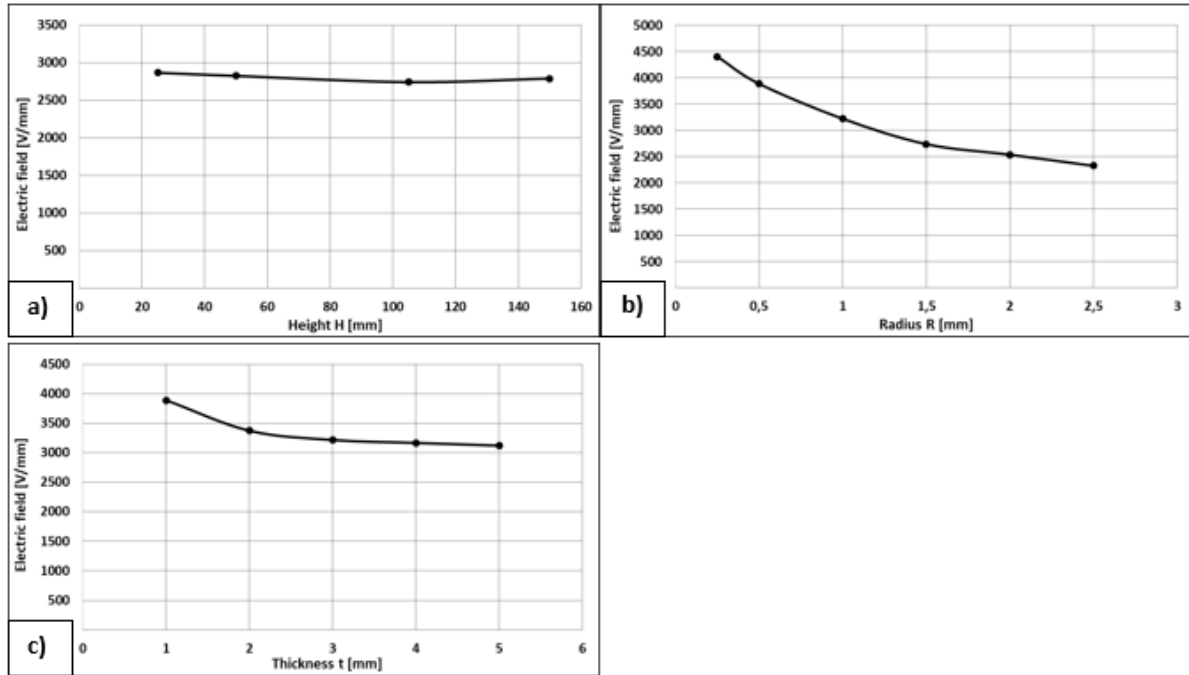 3500
3000
2500
2000
1500
1000
500
Electric field [V/mm]
0 20 40 60 80 100 120 140 160
Height H [mm]
a)
5000
4500
4000
3500
3000
2500
2000
1500
1000
500
Electric field [V/mm]
0 0,5 1 1,5 2 2,5 3
Radius R [mm]
b)
4500
4000
3500
3000
2500
2000
1500
1000
500
Electric field [V/mm]
0 1 2 3 4 5 6
Thickness t [mm]
c)